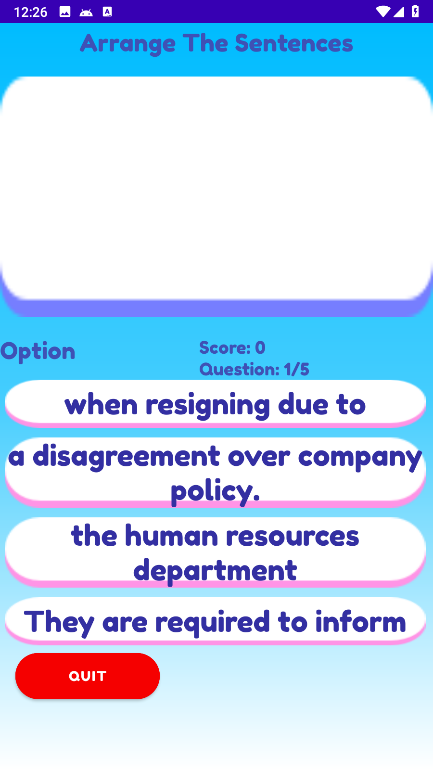 12:26
Arrange The Sentences
Option
Score: 0
Question: 1/5
when resigning due to
a disagreement over company
policy.
the human resources
department
They are required to inform
QUIT